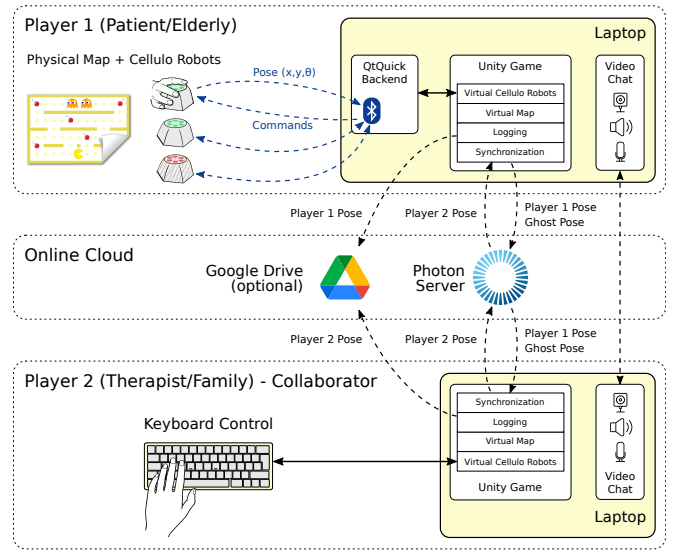 Player 1 (Patient/Elderly)
Laptop
Physical Map + Cellulo Robots
Pose (x,y,θ)
Commands
QtQuick
Backend
Unity Game
Virtual Cellulo Robots
Virtual Map
Logging
Synchronization
Video
Chat
Player 1 Pose
Player 2 Pose
Player 1 Pose
Ghost Pose
Online Cloud
Google Drive
(optional)
Photon
Server
Player 2 Pose
Player 2 Pose
Player 1 Pose
Ghost Pose
Player 2 (Therapist/Family) - Collaborator
Keyboard Control
Synchronization
Logging
Virtual Map
Virtual Cellulo Robots
Unity Game
Video
Chat
Laptop